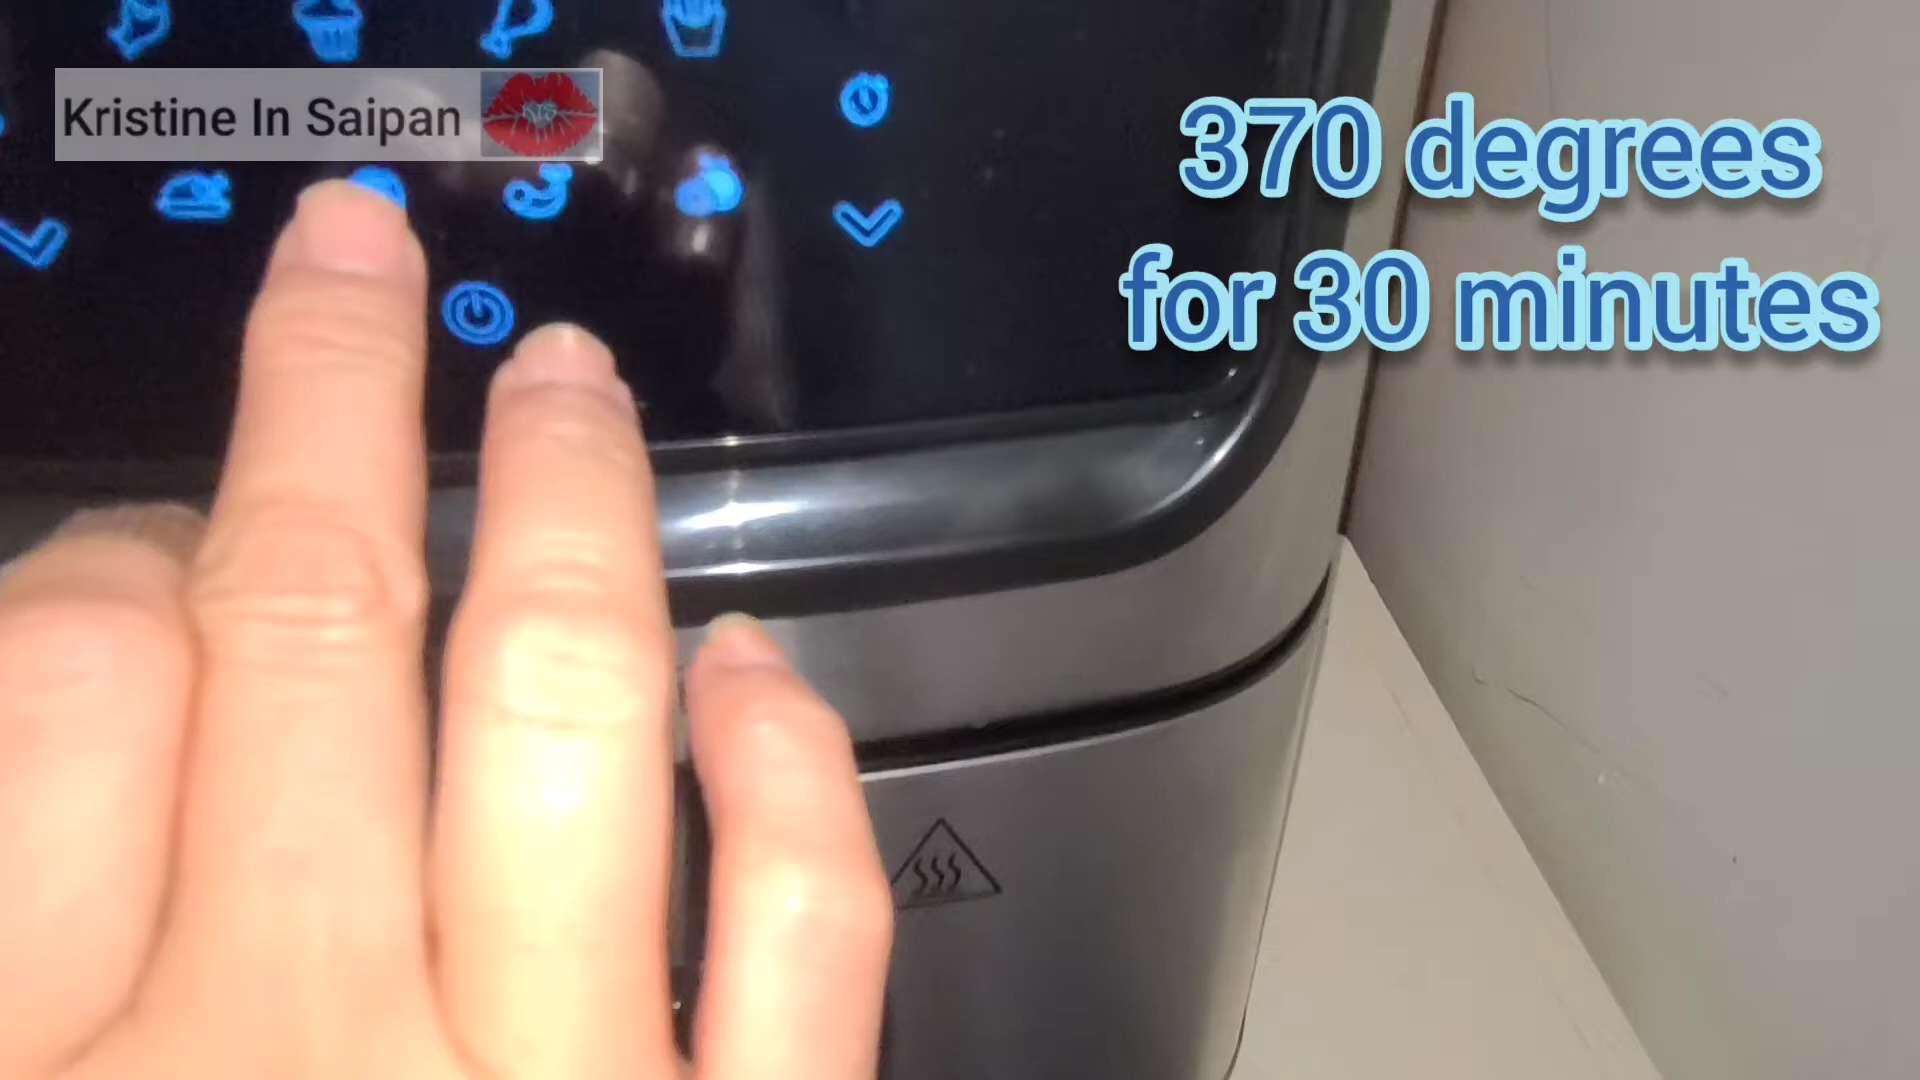 Kristine In Saipan
370 degrees
for 30 minutes